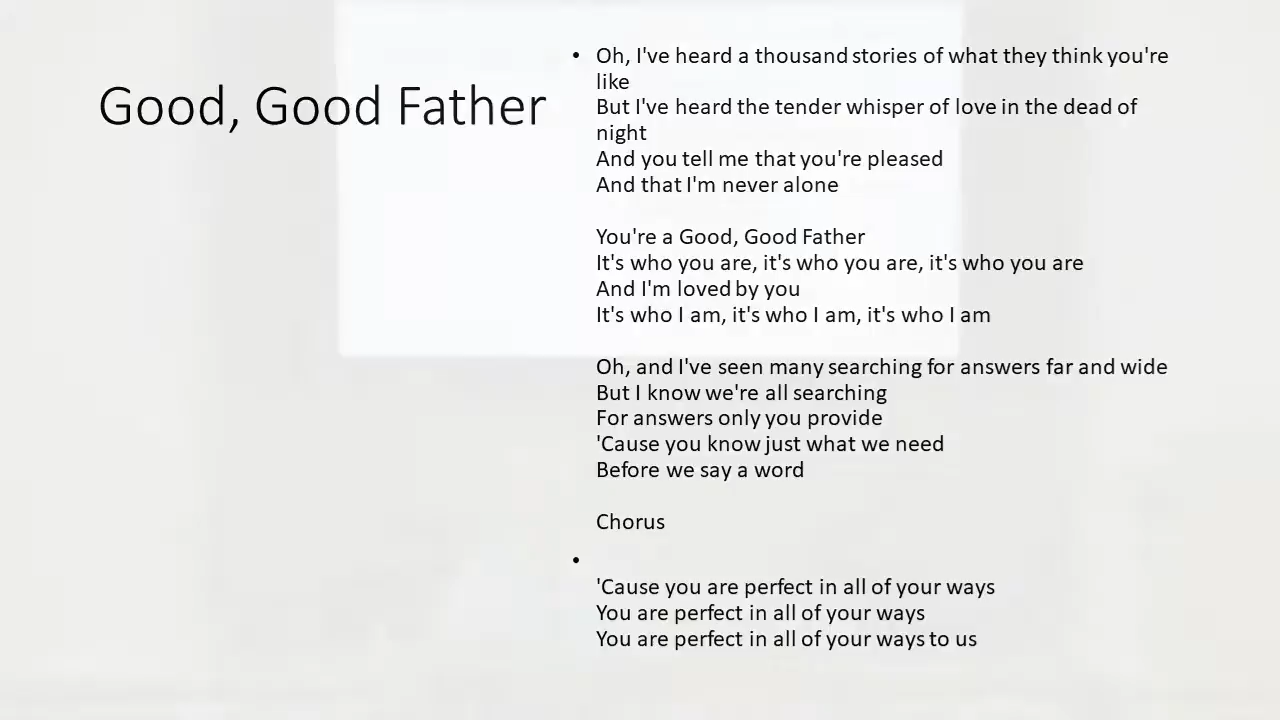 Good, Good Father
• Oh, I've heard a thousand stories of what they think you're
like
But I've heard the tender whisper of love in the dead of
night
And you tell me that you're pleased
And that I'm never alone
You're a Good, Good Father
It's who you are, it's who you are, it's who you are
And I'm loved by you
It's who I am, it's who I am, it's who I am
Oh, and I've seen many searching for answers far and wide
But I know we're all searching
For answers only you provide
'Cause you know just what we need
Before we say a word
Chorus
•
'Cause you are perfect in all of your ways
You are perfect in all of your ways
You are perfect in all of your ways to us